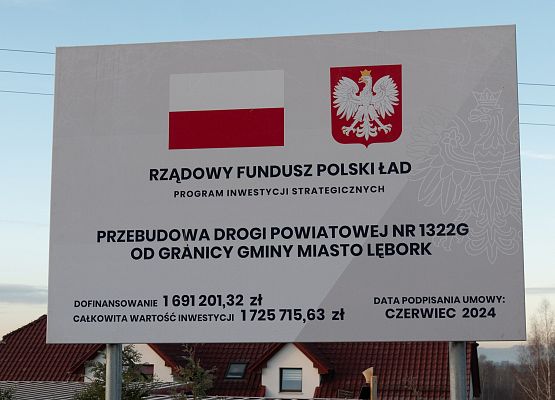 RZĄDOWY FUNDUSZ POLSKI ŁAD
PROGRAM INWESTYCJI STRATEGICZNYCH
PRZEBUDOWA DROGI POWIATOWEJ NR 1322G
OD GRANICY GMINY MIASTO LĘBORK
DOFINANSOWANIE 1 691 201,32 zł
CAŁKOWITA WARTOŚĆ INWESTYCJI 1 725 715,63 zł
DATA PODPISANIA UMOWY:
CZERWIEC 2024